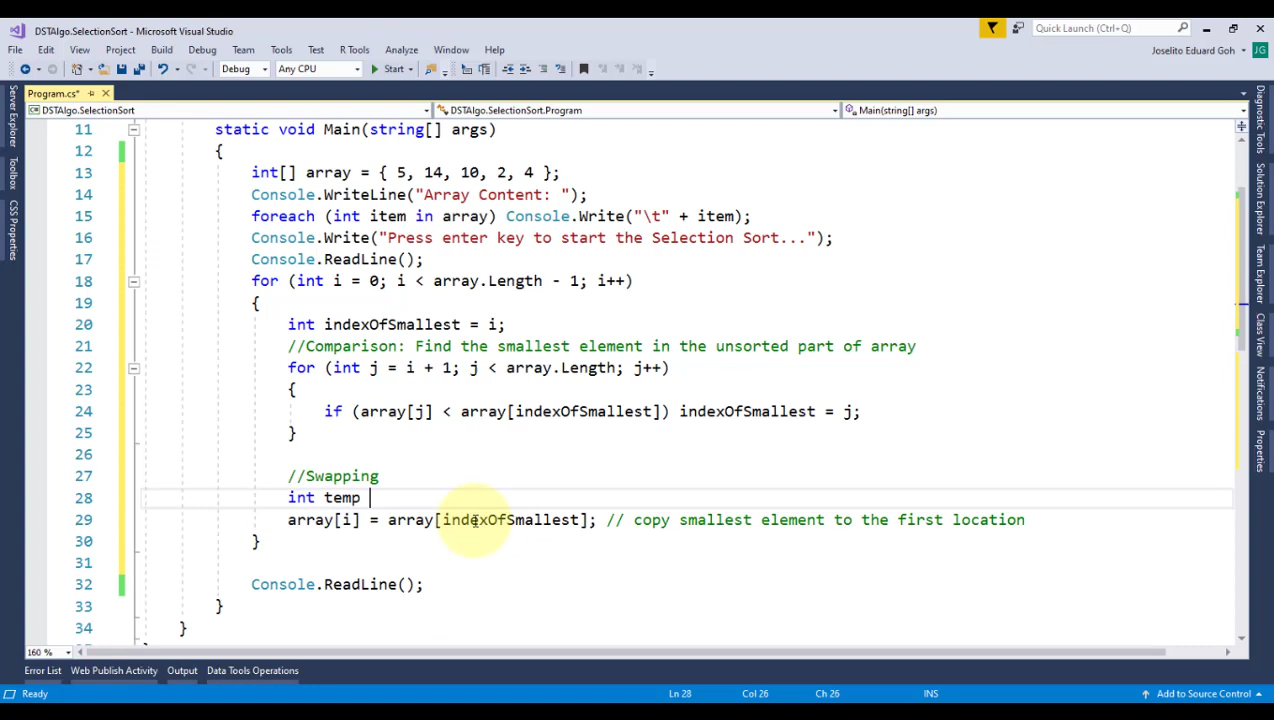 DSTAlgo.SelectionSort - Microsoft Visual Studio
Quick Launch (Ctrl+Q)
File Edit View Project Build Debug Team Tools Test R Tools Analyze Window Help
Joselito Eduard Goh JG
Debug Any CPU Start
Program.cs*
DSTAlgo.SelectionSort DSTAlgo.SelectionSort.Program Main(string[] args)
11 static void Main(string[] args)
12 {
13 int[] array = { 5, 14, 10, 2, 4 };
14 Console.WriteLine("Array Content: ");
15 foreach (int item in array) Console.Write("\t" + item);
16 Console.Write("Press enter key to start the Selection Sort...");
17 Console.ReadLine();
18 for (int i = 0; i < array.Length - 1; i++)
19 {
20 int indexOfSmallest = i;
21 //Comparison: Find the smallest element in the unsorted part of array
22 for (int j = i + 1; j < array.Length; j++)
23 {
24 if (array[j] < array[indexOfSmallest]) indexOfSmallest = j;
25 }
26
27 //Swapping
28 int temp
29 array[i] = array[indexOfSmallest]; // copy smallest element to the first location
30 }
31
32 Console.ReadLine();
33 }
34 }
Server Explorer
Toolbox
CSS Properties
Diagnostic Tools
Solution Explorer
Team Explorer
Class View
Notifications
Properties
160 %
Error List Web Publish Activity Output Data Tools Operations
Ready Ln 28 Col 26 Ch 26 INS Add to Source Control